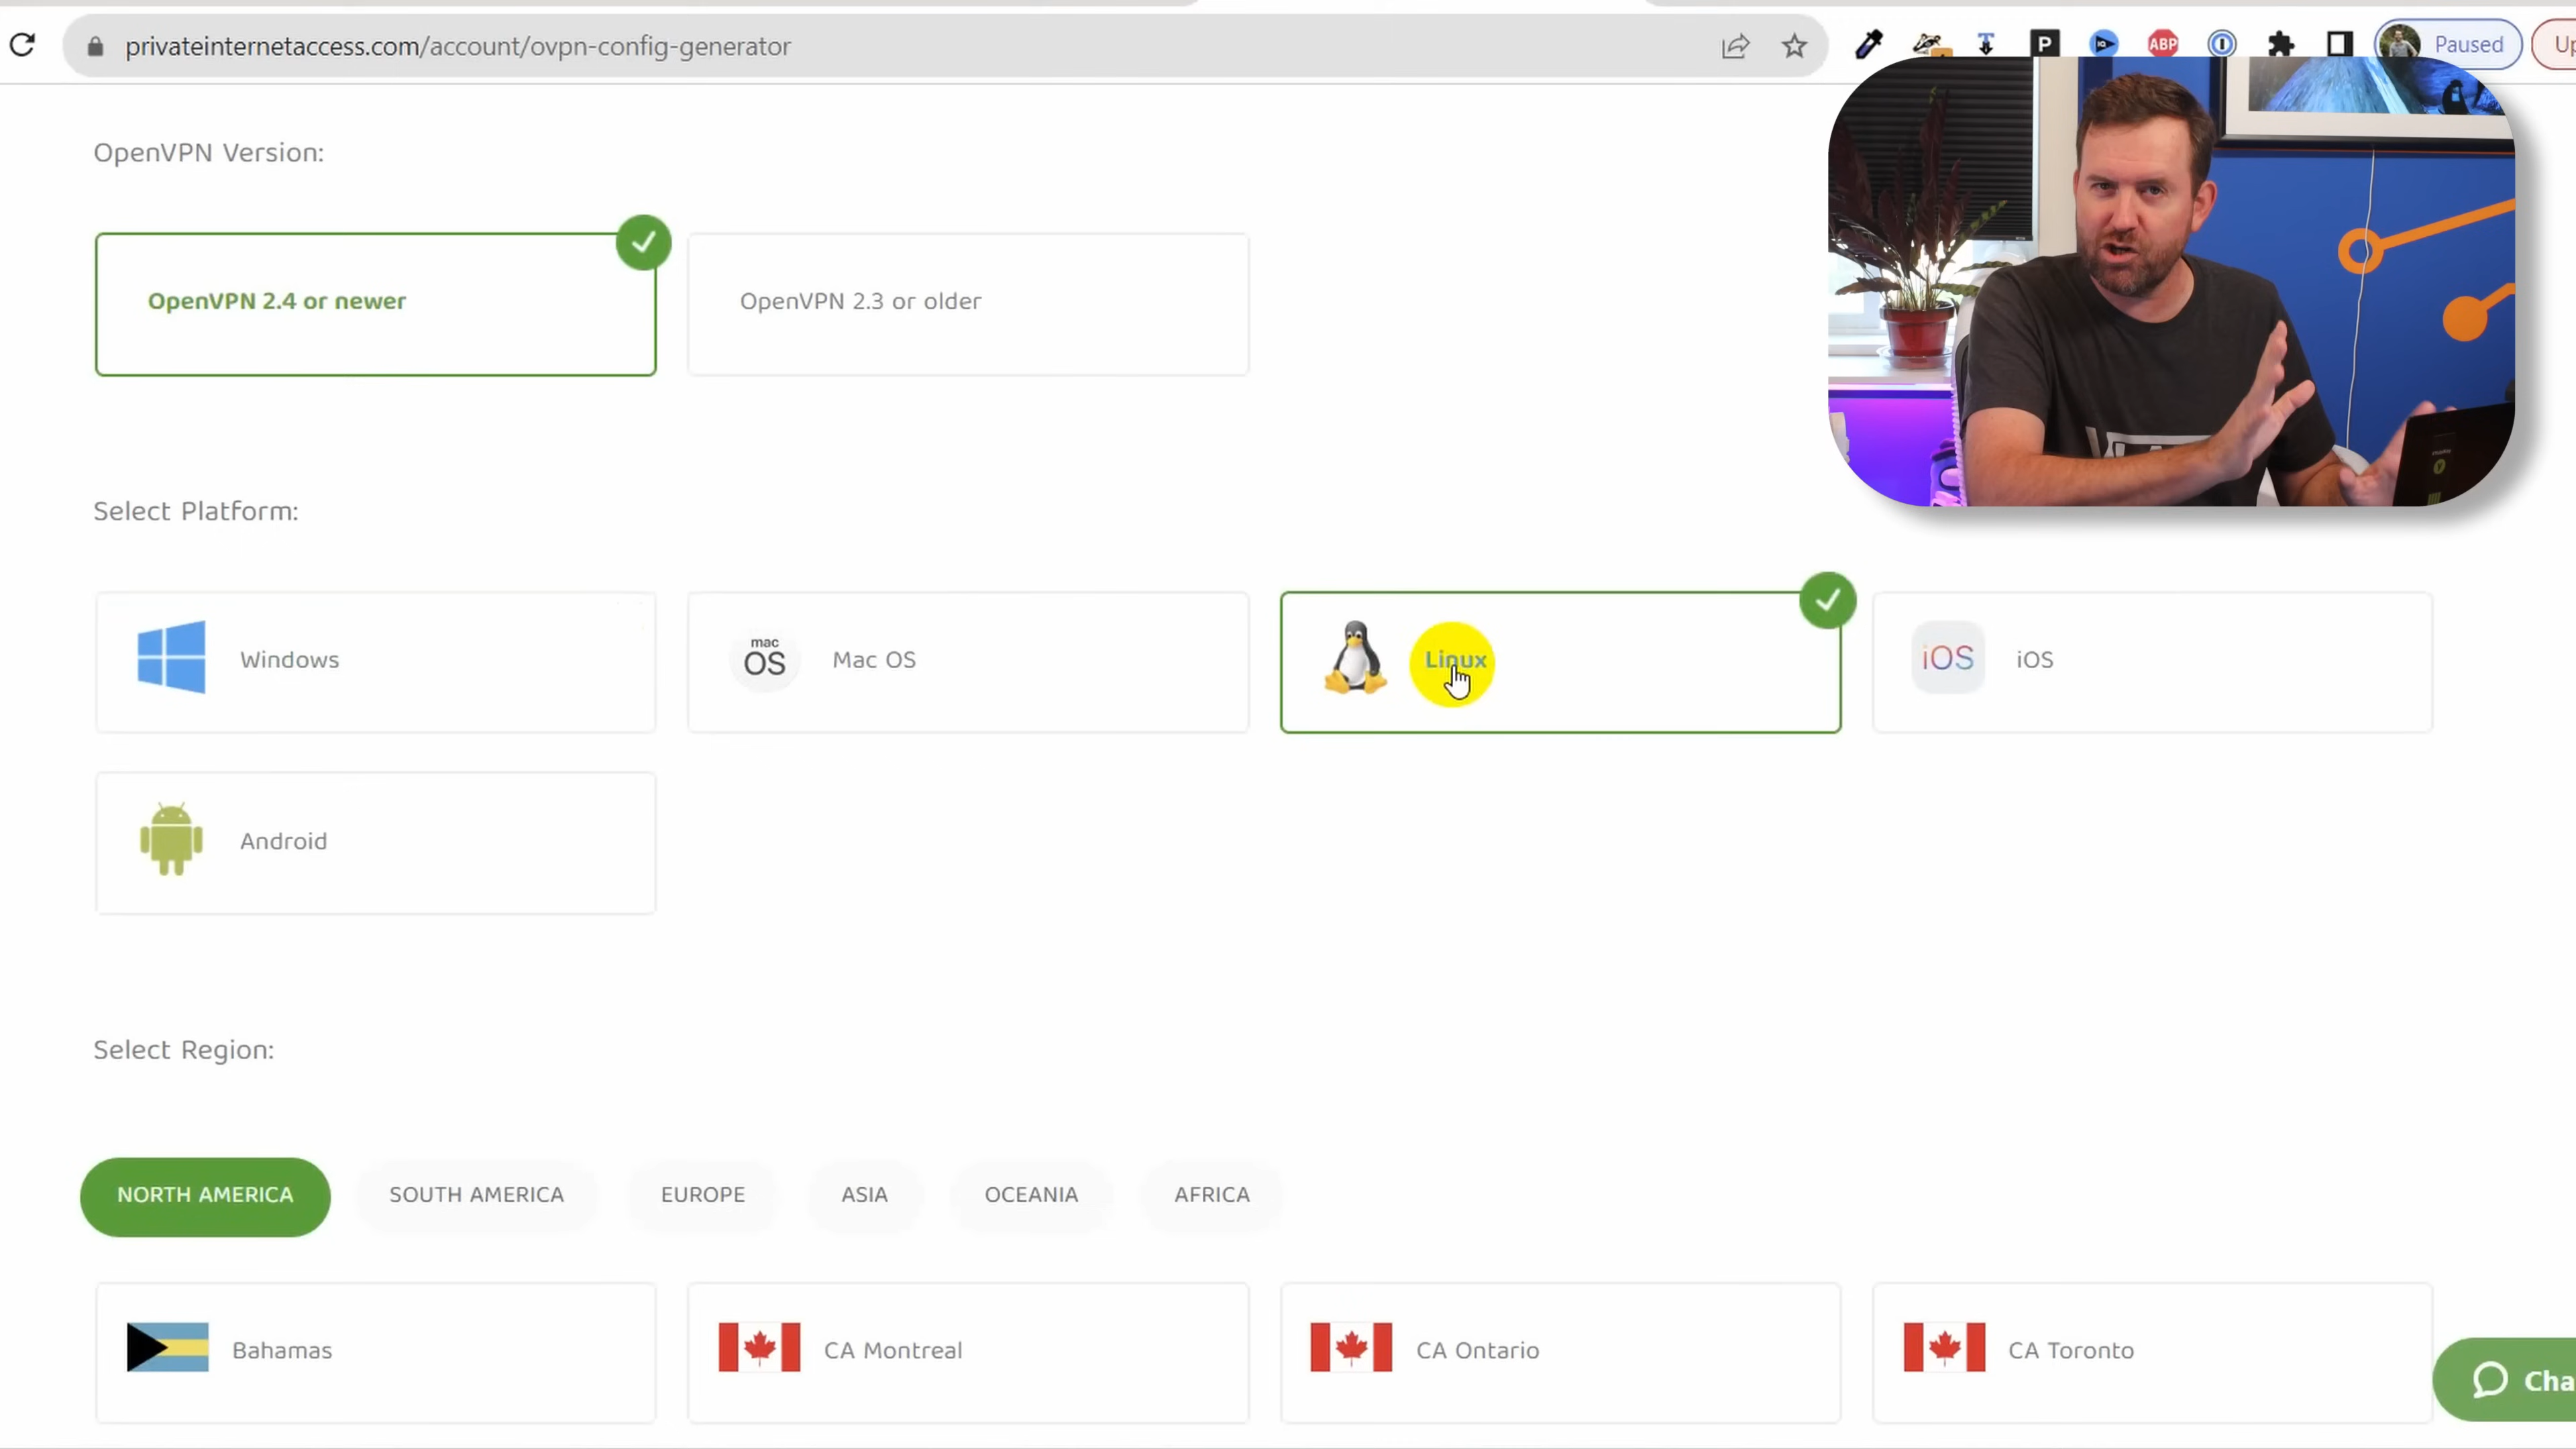 privateinternetaccess.com/account/ovpn-config-generator
P
ABP
Paused
OpenVPN Version:
OpenVPN 2.4 or newer
OpenVPN 2.3 or older
Select Platform:
Windows
mac
OS
Mac OS
Linux
iOS
iOS
Android
Select Region:
NORTH AMERICA
SOUTH AMERICA
EUROPE
ASIA
OCEANIA
AFRICA
Bahamas
CA Montreal
CA Ontario
CA Toronto
Cha